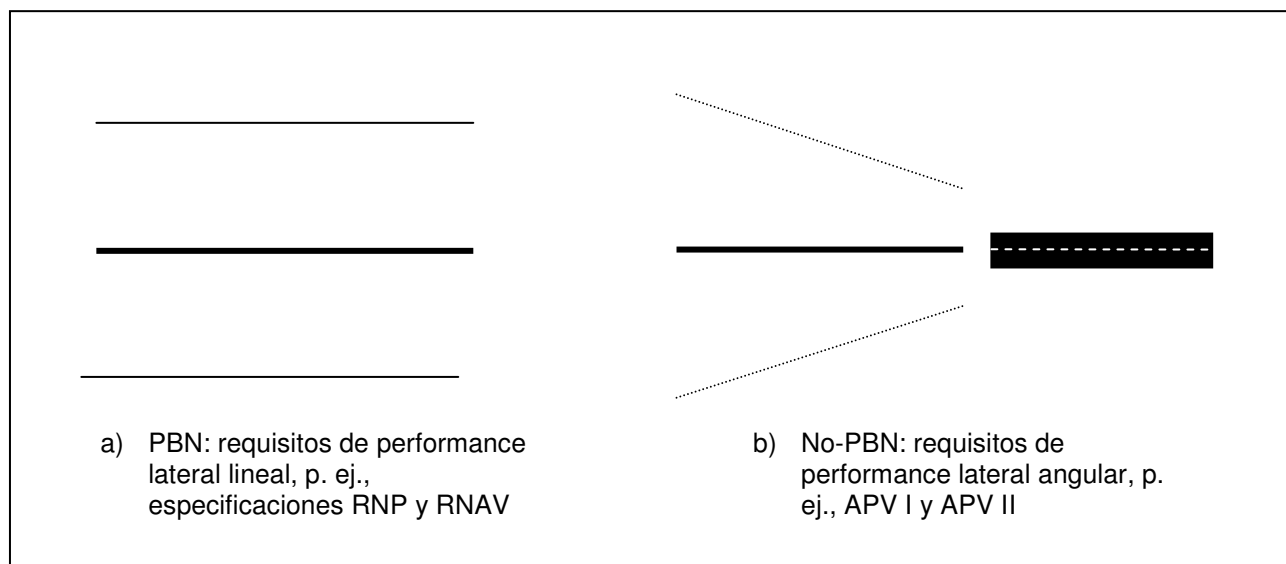 a) PBN: requisitos de performance
lateral lineal, p. ej.,
especificaciones RNP y RNAV
b) No-PBN: requisitos de
performance lateral angular, p.
ej., APV I y APV II